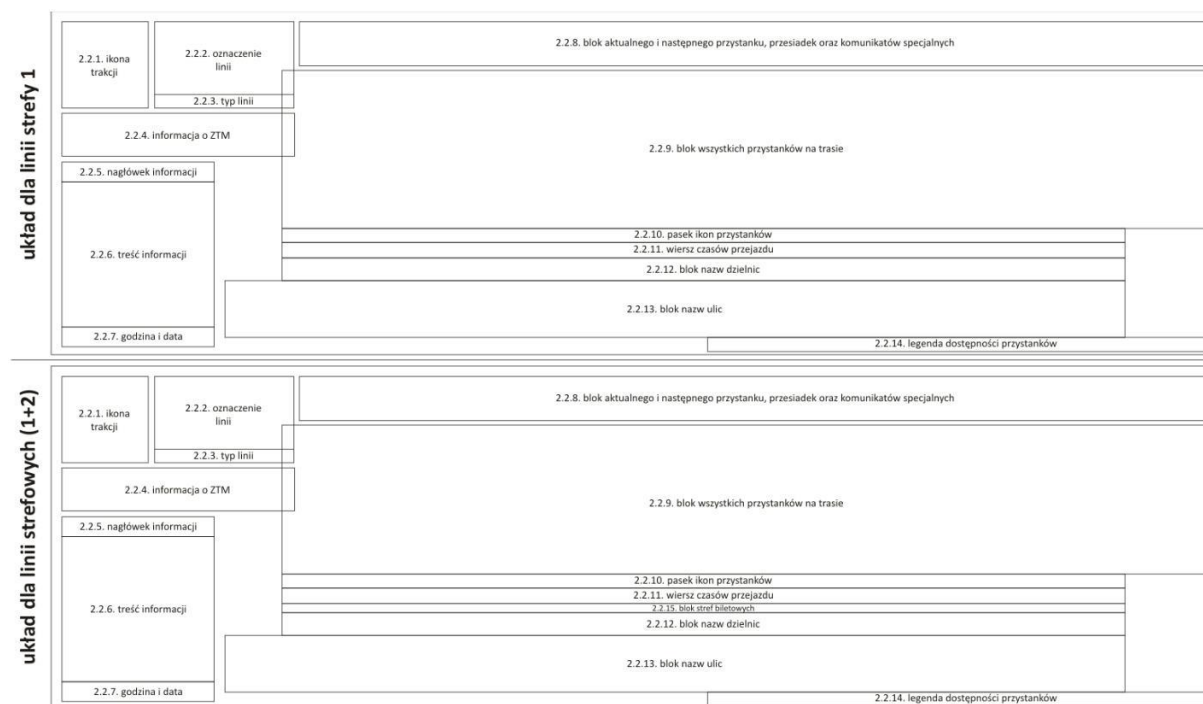 układ dla linii strefy 1
2.2.1. ikona
trakcji
2.2.2. oznaczenie
linii
2.2.3. typ linii
2.2.4. informacja o ZTM
2.2.5. nagłówek informacji
2.2.6. treść informacji
2.2.7. godzina i data
2.2.8. blok aktualnego i następnego przystanku, przesiadek oraz komunikatów specjalnych
2.2.9. blok wszystkich przystanków na trasie
2.2.10. pasek ikon przystanków
2.2.11. wiersz czasów przejazdu
2.2.12. blok nazw dzielnic
2.2.13. blok nazw ulic
2.2.14. legenda dostępności przystanków
układ dla linii strefowych (1+2)
2.2.1. ikona
trakcji
2.2.2. oznaczenie
linii
2.2.3. typ linii
2.2.4. informacja o ZTM
2.2.5. nagłówek informacji
2.2.6. treść informacji
2.2.7. godzina i data
2.2.8. blok aktualnego i następnego przystanku, przesiadek oraz komunikatów specjalnych
2.2.9. blok wszystkich przystanków na trasie
2.2.10. pasek ikon przystanków
2.2.11. wiersz czasów przejazdu
2.2.15. blok stref biletowych
2.2.12. blok nazw dzielnic
2.2.13. blok nazw ulic
2.2.14. legenda dostępności przystanków